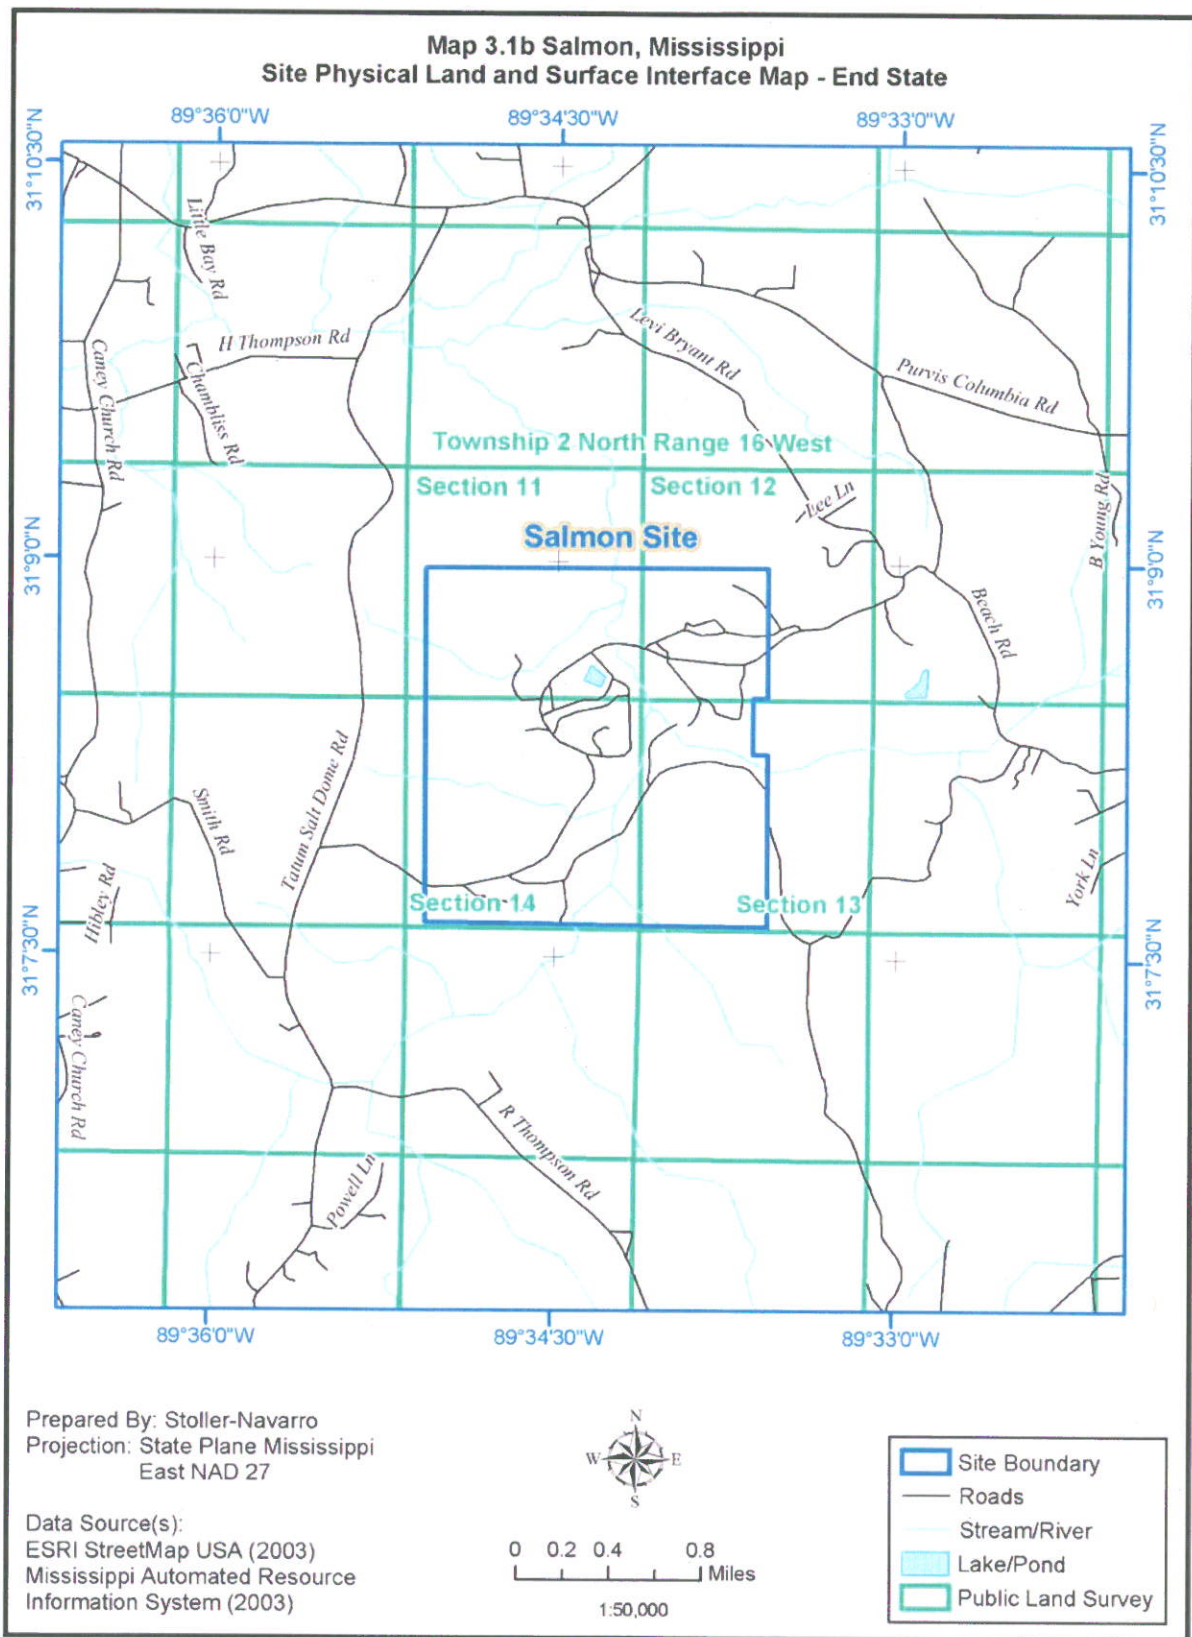 Map 3.1b Salmon, Mississippi
Site Physical Land and Surface Interface Map - End State
89°36'0"W
89°34'30"W
89°33'0"W
31°10'30"N
31°10'30"N
Little Bay Rd
H Thompson Rd
Levi Bryant Rd
Caney Church Rd
Chambliss Rd
Purvis Columbia Rd
Township 2 North Range 16 West
Section 11
Section 12
Lee Ln
B Young Rd
Salmon Site
31°9'0"N
31°9'0"N
Beach Rd
Tatum Salt Dome Rd
Smith Rd
Hibley Rd
York Ln
Section 14
Section 13
31°7'30"N
31°7'30"N
Caney Church Rd
R Thompson Rd
Powell Ln
89°36'0"W
89°34'30"W
89°33'0"W
Prepared By: Stoller-Navarro
Projection: State Plane Mississippi
East NAD 27
Data Source(s):
ESRI StreetMap USA (2003)
Mississippi Automated Resource
Information System (2003)
N
W
E
S
0 0.2 0.4 0.8
Miles
1:50,000
Site Boundary
Roads
Stream/River
Lake/Pond
Public Land Survey